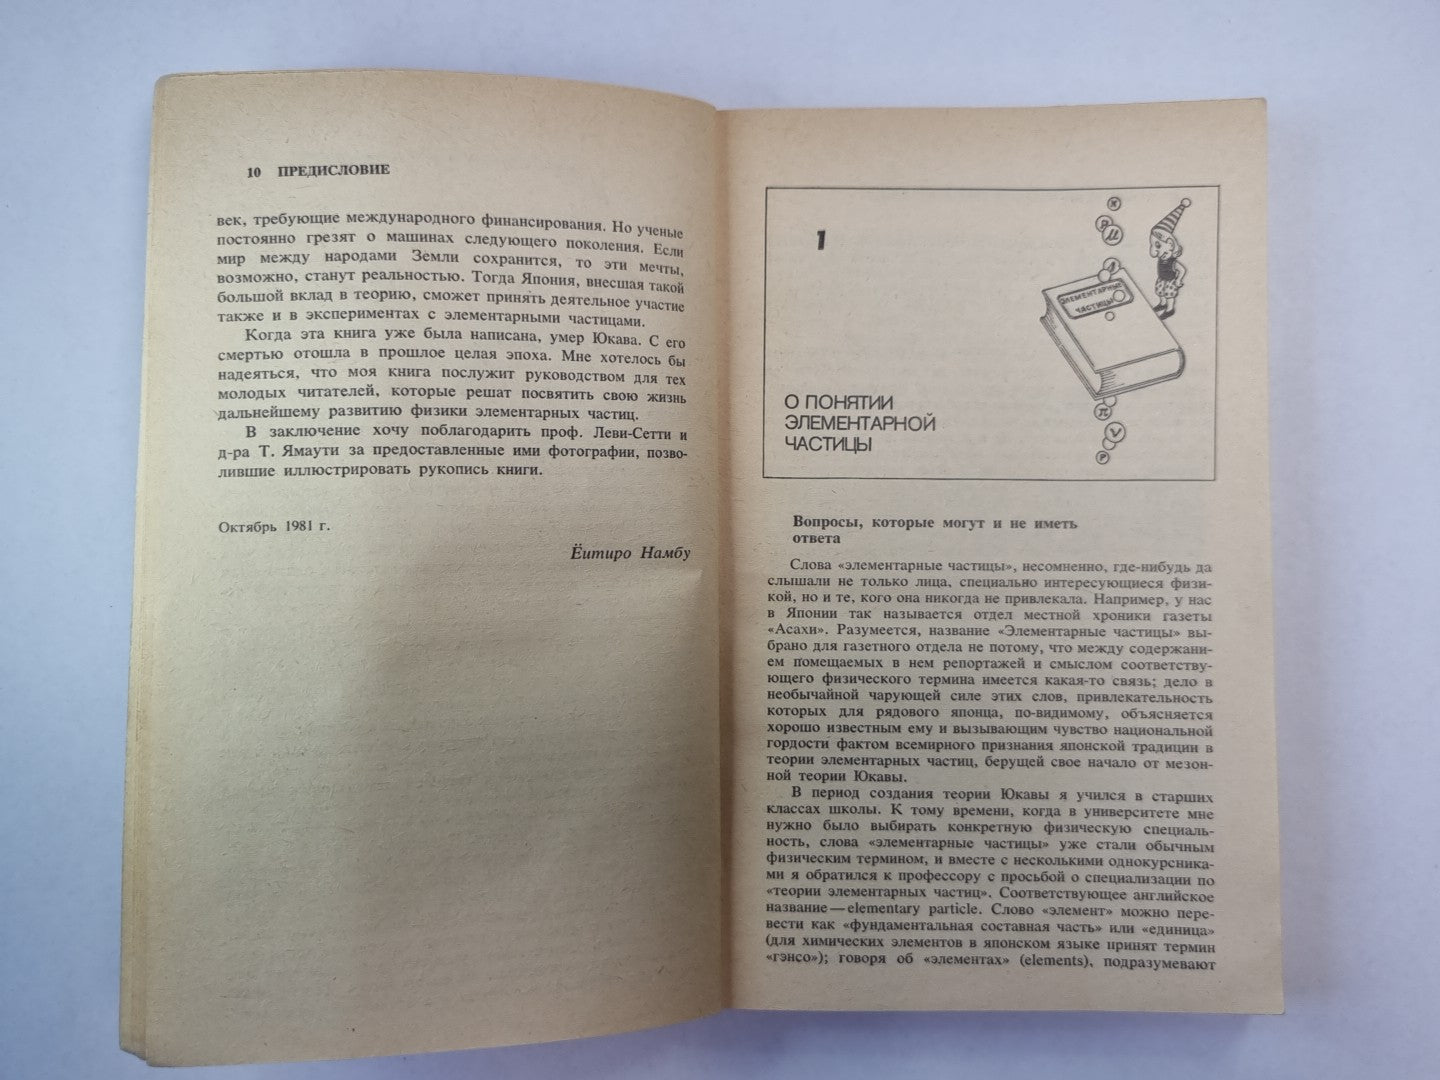 10 ПРЕДИСЛОВИЕ
век, требующие международного финансирования. Но ученые
постоянно грезят о машинах следующего поколения. Если
мир между народами Земли сохранится, то эти мечты,
возможно, станут реальностью. Тогда Япония, внесшая такой
большой вклад в теорию, сможет принять деятельное участие
также и в экспериментах с элементарными частицами.
Когда эта книга уже была написана, умер Юкава. С его
смертью отошла в прошлое целая эпоха. Мне хотелось бы
надеяться, что моя книга послужит руководством для тех
молодых читателей, которые решат посвятить свою жизнь
дальнейшему развитию физики элементарных частиц.
В заключение хочу поблагодарить проф. Леви-Сетти и
д-ра Т. Ямаути за предоставленные ими фотографии, позво-
лившие иллюстрировать рукопись книги.
Октябрь 1981 г.
Ёитиро Намбу
1
ЭЛЕМЕНТАРНЫЕ
ЧАСТИЦЫ
Λ
π
ν
P
О ПОНЯТИИ
ЭЛЕМЕНТАРНОЙ
ЧАСТИЦЫ
Вопросы, которые могут и не иметь
ответа
Слова «элементарные частицы», несомненно, где-нибудь да
слышали не только лица, специально интересующиеся физи-
кой, но и те, кого она никогда не привлекала. Например, у нас
в Японии так называется отдел местной хроники газеты
«Асахи». Разумеется, название «Элементарные частицы» вы-
брано для газетного отдела не потому, что между содержани-
ем помещаемых в нем репортажей и смыслом соответству-
ющего физического термина имеется какая-то связь; дело в
необычайной чарующей силе этих слов, привлекательность
которых для рядового японца, по-видимому, объясняется
хорошо известным ему и вызывающим чувство национальной
гордости фактом всемирного признания японской традиции в
теории элементарных частиц, берущей свое начало от мезон-
ной теории Юкавы.
В период создания теории Юкавы я учился в старших
классах школы. К тому времени, когда в университете мне
нужно было выбирать конкретную физическую специаль-
ность, слова «элементарные частицы» уже стали обычным
физическим термином, и вместе с несколькими однокурсника-
ми я обратился к профессору с просьбой о специализации по
«теории элементарных частиц». Соответствующее английское
название—elementary particle. Слово «элемент» можно пере-
вести как «фундаментальная составная часть» или «единица»
(для химических элементов в японском языке принят термин
«гэнсо»); говоря об «элементах» (elements), подразумевают